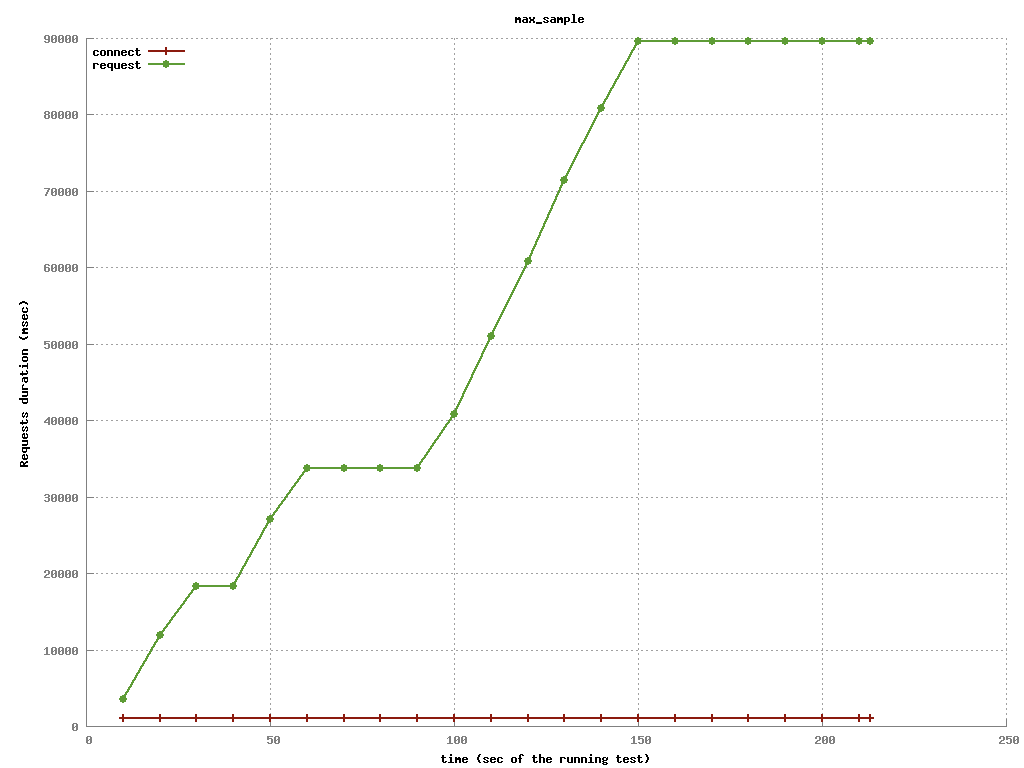 max_sample
connect
request
90000
80000
70000
60000
50000
40000
30000
20000
10000
0
Requests duration (msec)
0 50 100 150 200 250
time (sec of the running test)